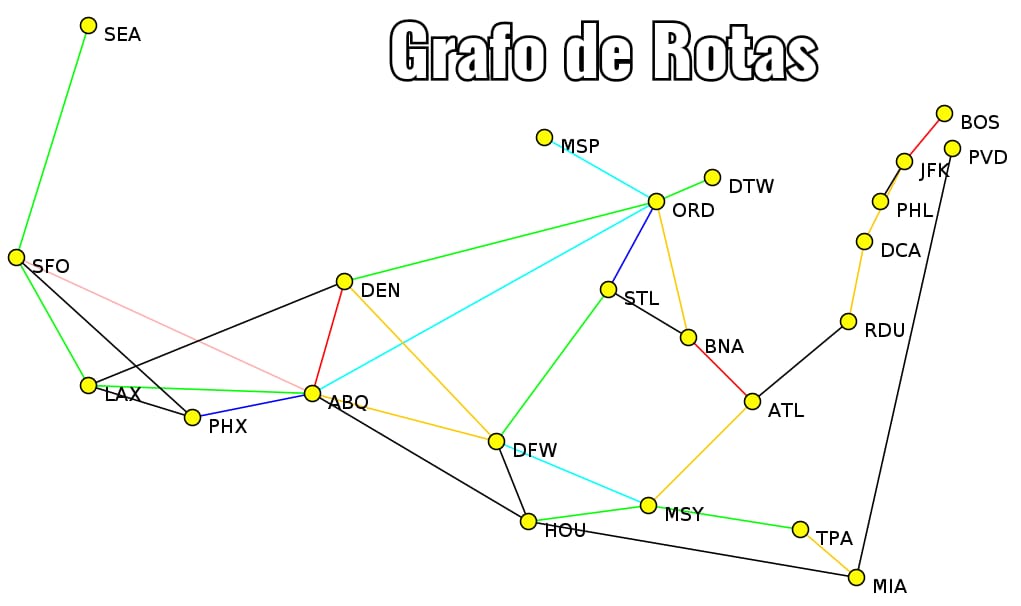 Grafo de Rotas
SEA
BOS
MSP
PVD
JFK
DTW
ORD
PHL
DCA
SFO
DEN
STL
RDU
BNA
LAX
ABQ
ATL
PHX
DFW
MSY
HOU
TPA
MIA